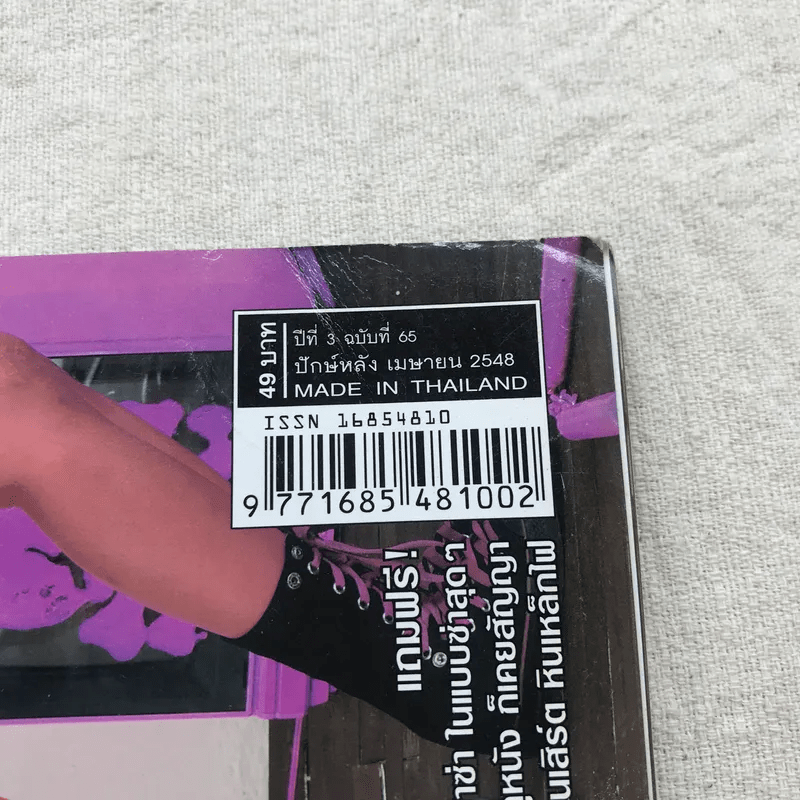 49 บาท
ปีที่ 3 ฉบับที่ 65
ปักษ์หลัง เมษายน 2548
MADE IN THAILAND
ISSN 16854810
9 771685 481002
แถมฟรี!
ในแบบซ่าสุดๆ
ก็เคยสัญญา
หินเหล็กไฟ